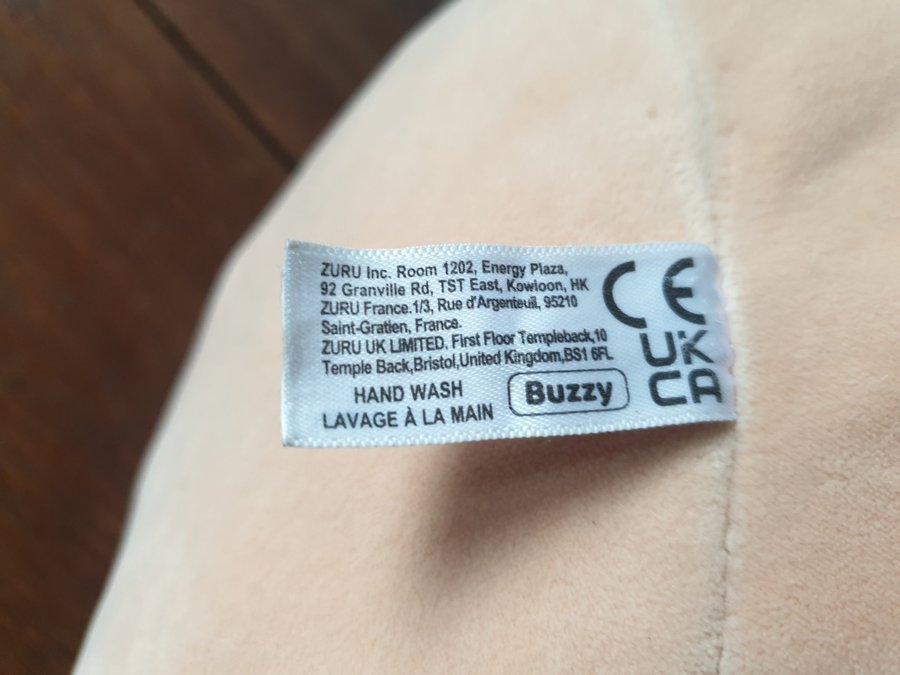 ZURU Inc. Room 1202, Energy Plaza,
92 Granville Rd, TST East, Kowloon, HK
ZURU France.1/3, Rue d'Argenteuil, 95210
Saint-Gratien, France.
ZURU UK LIMITED, First Floor Templeback,10
Temple Back,Bristol,United Kingdom,BS1 6FL
HAND WASH
LAVAGE À LA MAIN
Buzzy
CE
UK
CA